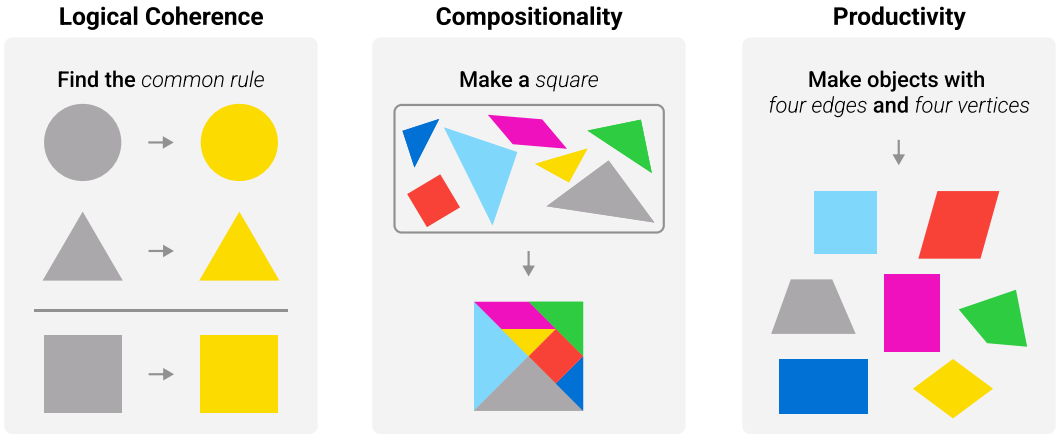 Logical Coherence
Find the common rule
Compositionality
Make a square
Productivity
Make objects with
four edges and four vertices